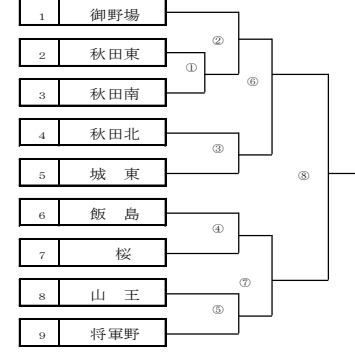 1 御野場
2 秋田東
3 秋田南
4 秋田北
5 城 東
6 飯 島
7 桜
8 山 王
9 将軍野
②
①
⑥
③
⑧
④
⑦
⑤